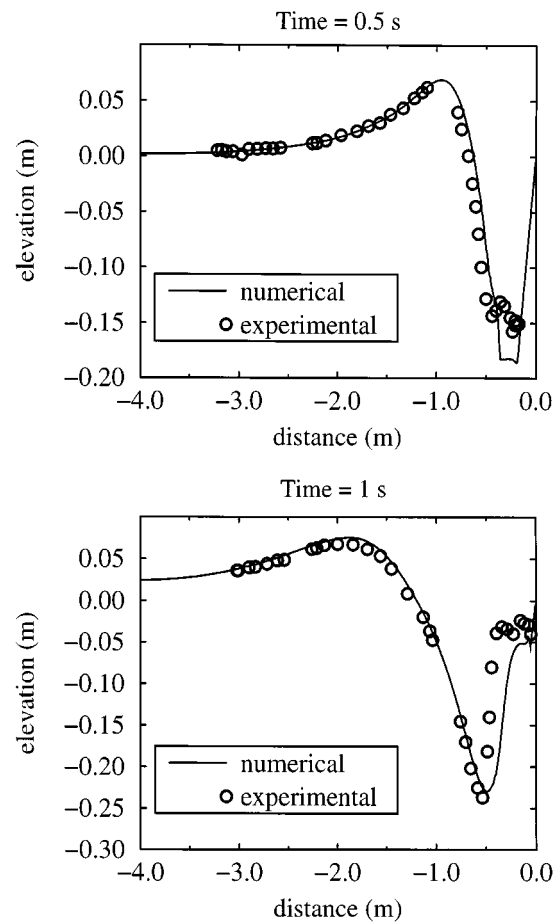 Time = 0.5 s
elevation (m)
0.05
0.00
−0.05
−0.10
−0.15
−0.20
numerical
experimental
−4.0 −3.0 −2.0 −1.0 0.0
distance (m)
Time = 1 s
elevation (m)
0.05
0.00
−0.05
−0.10
−0.15
−0.20
−0.25
−0.30
numerical
experimental
−4.0 −3.0 −2.0 −1.0 0.0
distance (m)